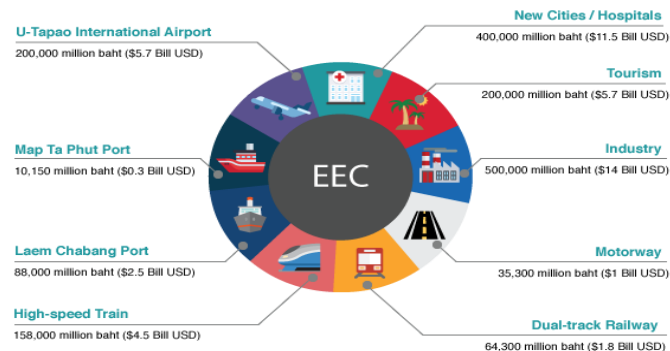 New Cities / Hospitals
400,000 million baht ($11.5 Bill USD)
U-Tapao International Airport
200,000 million baht ($5.7 Bill USD)
Tourism
200,000 million baht ($5.7 Bill USD)
Map Ta Phut Port
10,150 million baht ($0.3 Bill USD)
Industry
500,000 million baht ($14 Bill USD)
EEC
Laem Chabang Port
88,000 million baht ($2.5 Bill USD)
Motorway
35,300 million baht ($1 Bill USD)
High-speed Train
158,000 million baht ($4.5 Bill USD)
Dual-track Railway
64,300 million baht ($1.8 Bill USD)